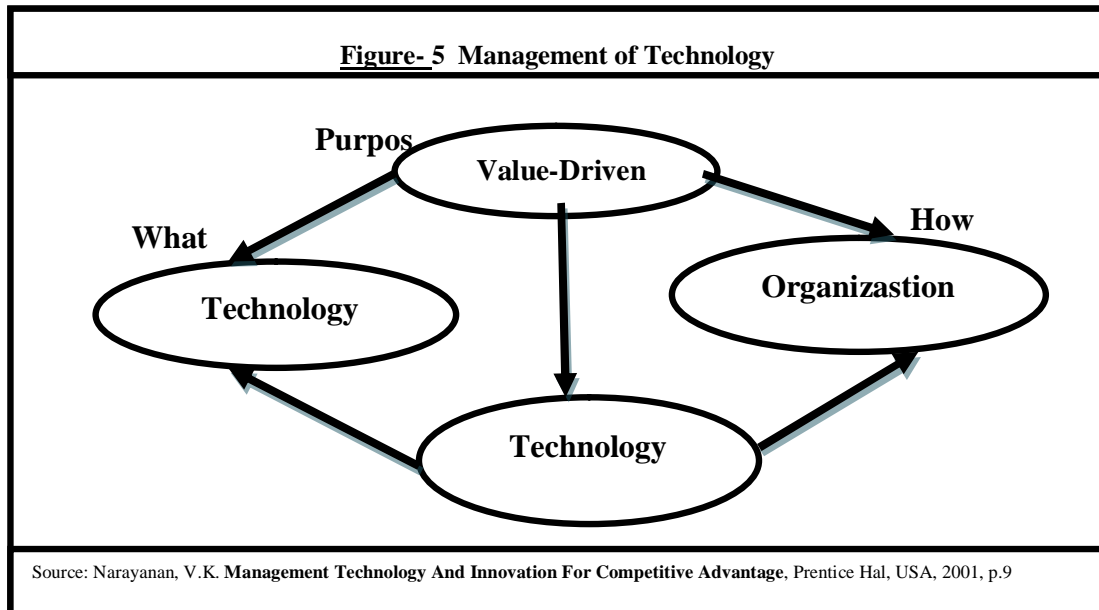 Figure- 5 Management of Technology
Purpos
Value-Driven
What
How
Technology
Organizastion
Technology
Source: Narayanan, V.K. Management Technology And Innovation For Competitive Advantage, Prentice Hal, USA, 2001, p.9